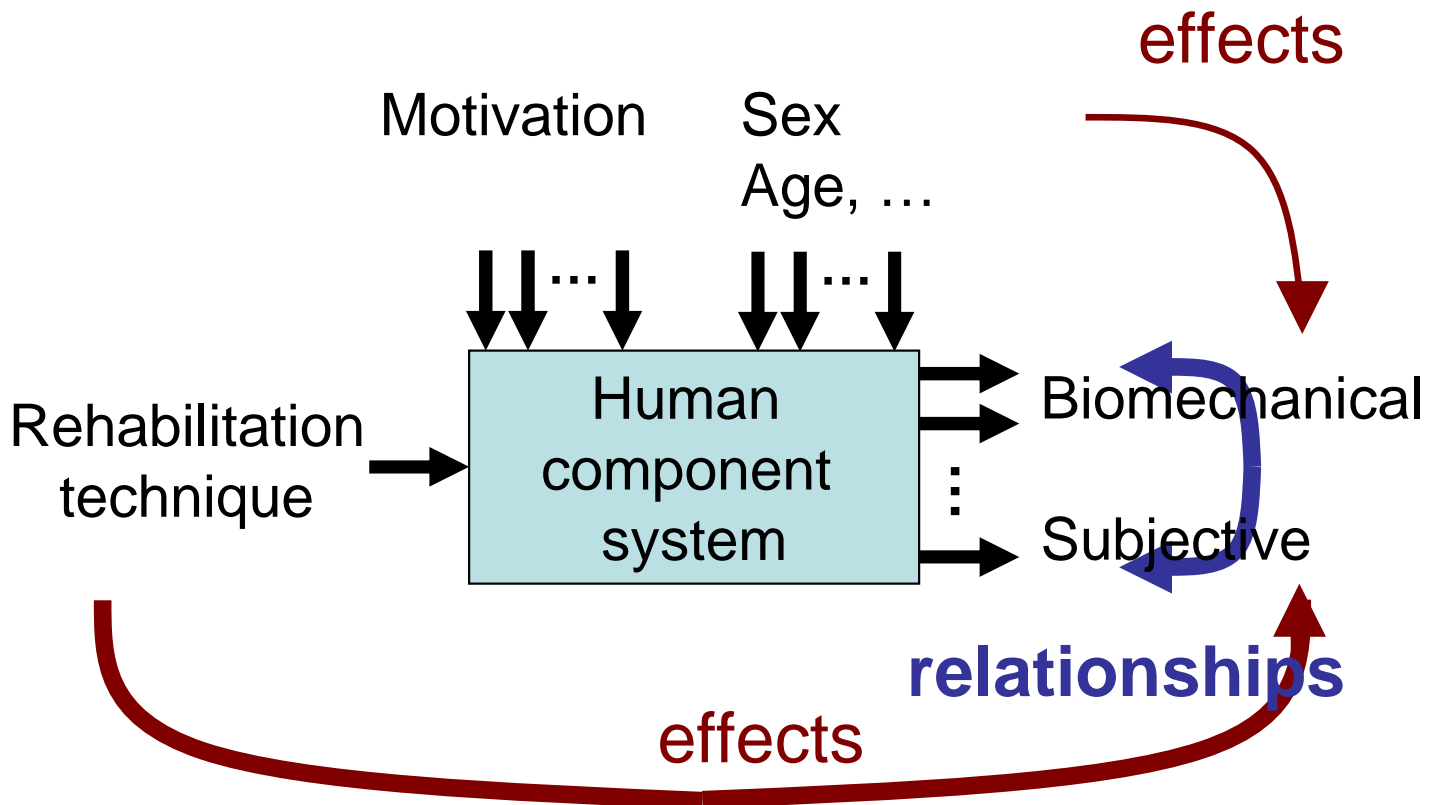 effects
Motivation
Sex
Age, …
...
...
Rehabilitation
technique
Human
component
system
Biomechanical
...
Subjective
relationships
effects